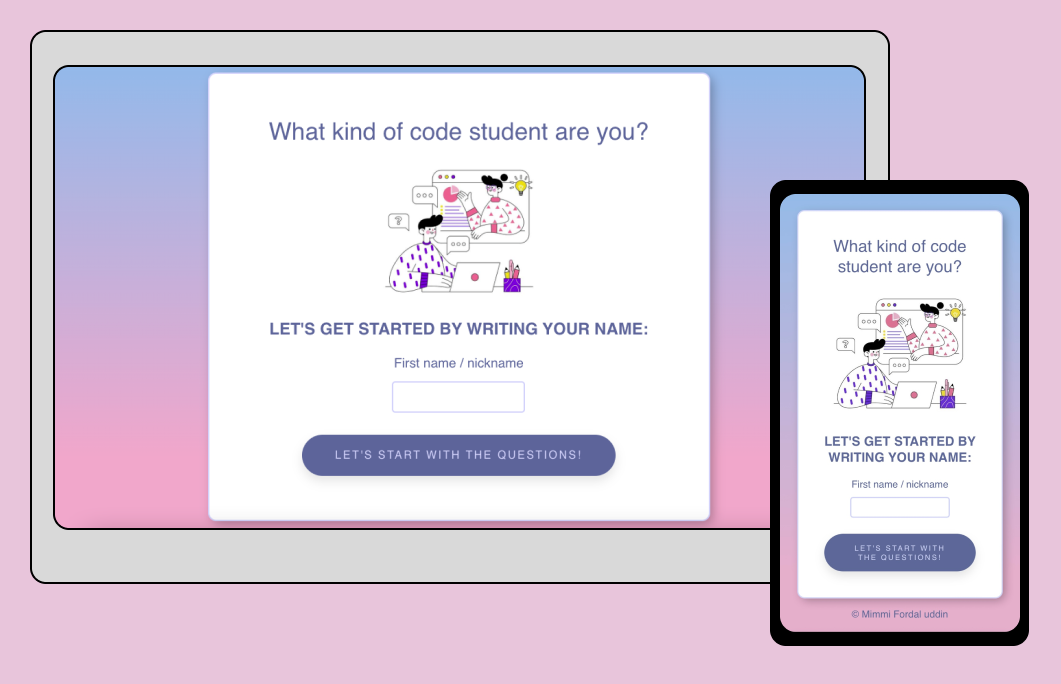 What kind of code student are you?
?
LET'S GET STARTED BY WRITING YOUR NAME:
First name / nickname
LET'S START WITH THE QUESTIONS!
What kind of code
student are you?
?
LET'S GET STARTED BY
WRITING YOUR NAME:
First name / nickname
LET'S START WITH
THE QUESTIONS!
© Mimmi Fordal uddin